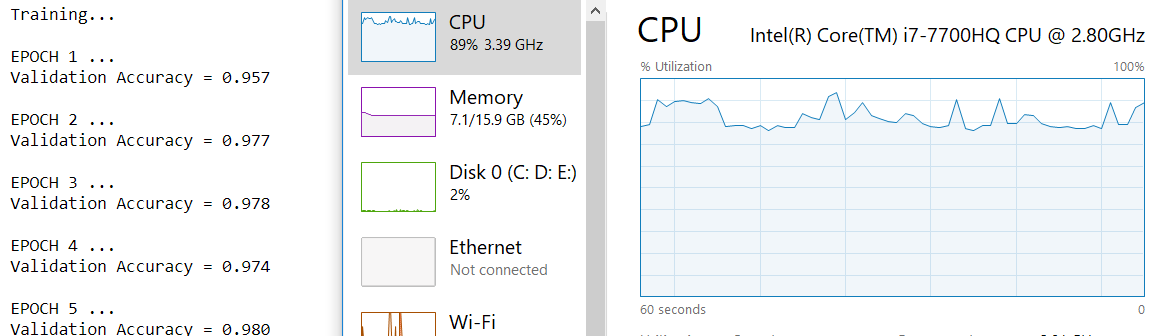 Training...
EPOCH 1 ...
Validation Accuracy = 0.957
EPOCH 2 ...
Validation Accuracy = 0.977
EPOCH 3 ...
Validation Accuracy = 0.978
EPOCH 4 ...
Validation Accuracy = 0.974
EPOCH 5 ...
Validation Accuracy = 0.980
CPU
89% 3.39 GHz
Memory
7.1/15.9 GB (45%)
Disk 0 (C: D: E:)
2%
Ethernet
Not connected
Wi-Fi
CPU Intel(R) Core(TM) i7-7700HQ CPU @ 2.80GHz
% Utilization 100%
60 seconds 0